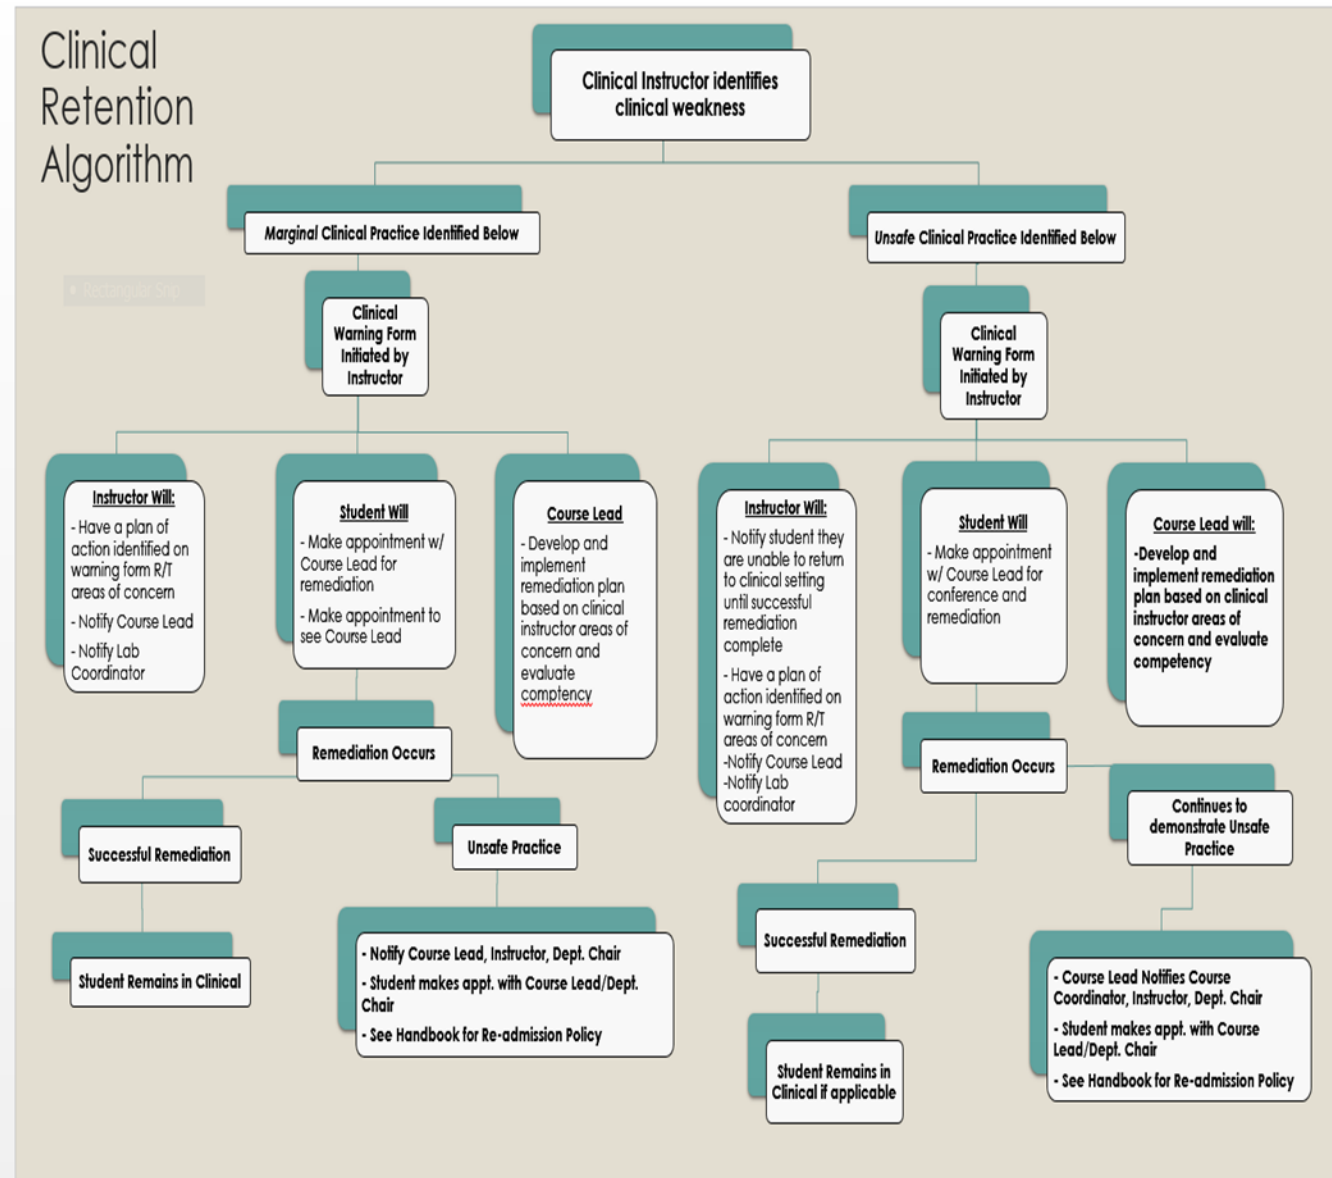 Clinical
Retention
Algorithm
Clinical Instructor identifies
clinical weakness
Marginal Clinical Practice Identified Below
Unsafe Clinical Practice Identified Below
• Rectangular Snip
Clinical
Warning Form
Initiated by
Instructor
Clinical
Warning Form
Initiated by
Instructor
Instructor Will:
- Have a plan of
action identified on
warning form R/T
areas of concern
- Notify Course Lead
- Notify Lab
Coordinator
Student Will
- Make appointment w/
Course Lead for
remediation
- Make appointment to
see Course Lead
Course Lead
- Develop and
implement
remediation plan
based on clinical
instructor areas of
concern and
evaluate
comptency
Instructor Will:
- Notify student they
are unable to return
to clinical setting
until successful
remediation
complete
- Have a plan of
action identified on
warning form R/T
areas of concern
-Notify Course Lead
-Notify Lab
coordinator
Student Will
- Make appointment
w/ Course Lead for
conference and
remediation
Course Lead will:
-Develop and
implement remediation
plan based on clinical
instructor areas of
concern and evaluate
competency
Remediation Occurs
Remediation Occurs
Successful Remediation
Unsafe Practice
Continues to
demonstrate Unsafe
Practice
Student Remains in Clinical
- Notify Course Lead, Instructor, Dept. Chair
- Student makes appt. with Course Lead/Dept.
Chair
- See Handbook for Re-admission Policy
Successful Remediation
Student Remains in
Clinical if applicable
- Course Lead Notifies Course
Coordinator, Instructor, Dept. Chair
- Student makes appt. with Course
Lead/Dept. Chair
- See Handbook for Re-admission Policy